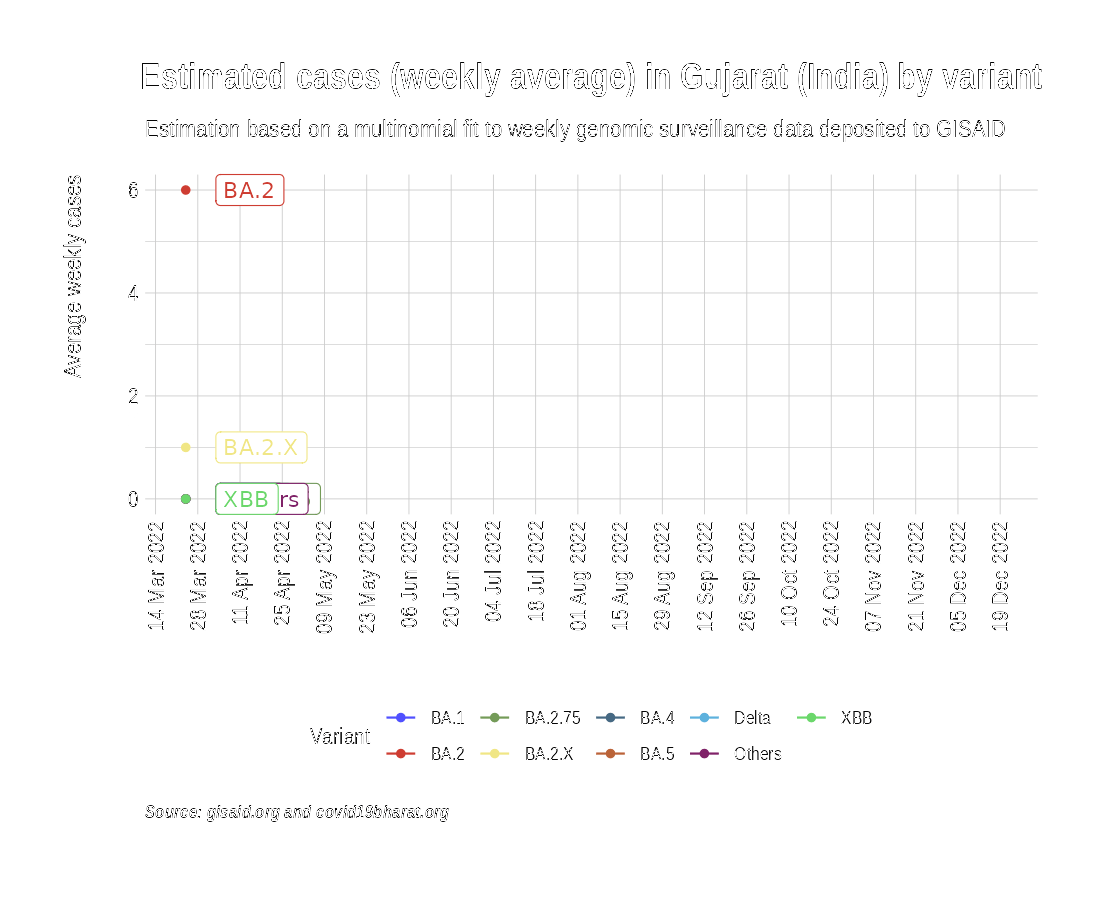 Estimated cases (weekly average) in Gujarat (India) by variant
Estimation based on a multinomial fit to weekly genomic surveillance data deposited to GISAID
Average weekly cases
6
4
2
0
BA.2
BA.2.X
XBB
rs
14 Mar 2022
28 Mar 2022
11 Apr 2022
25 Apr 2022
09 May 2022
23 May 2022
06 Jun 2022
20 Jun 2022
04 Jul 2022
18 Jul 2022
01 Aug 2022
15 Aug 2022
29 Aug 2022
12 Sep 2022
26 Sep 2022
10 Oct 2022
24 Oct 2022
07 Nov 2022
21 Nov 2022
05 Dec 2022
19 Dec 2022
Variant
BA.1 BA.2.75 BA.4 Delta XBB
BA.2 BA.2.X BA.5 Others
Source: gisaid.org and covid19bharat.org